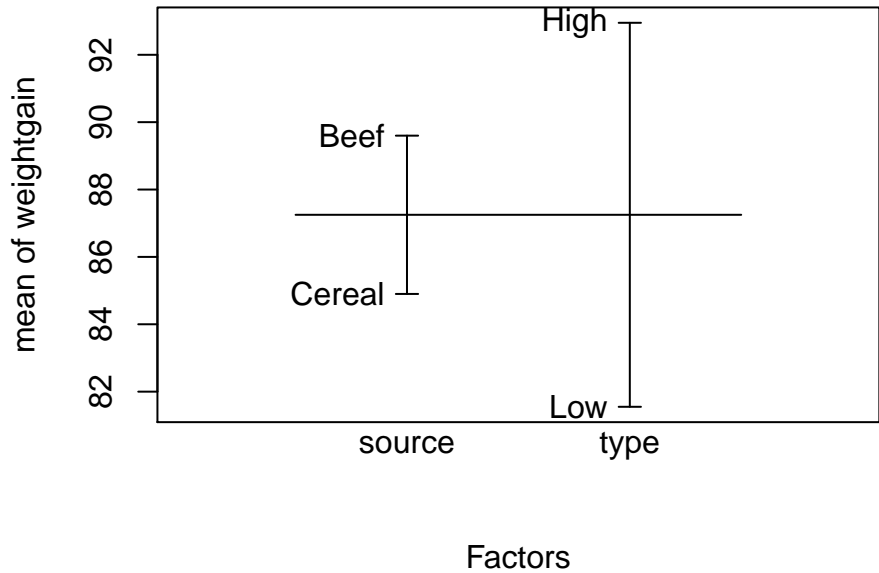 mean of weightgain
92
90
88
86
84
82
High
Beef
Cereal
Low
source type
Factors